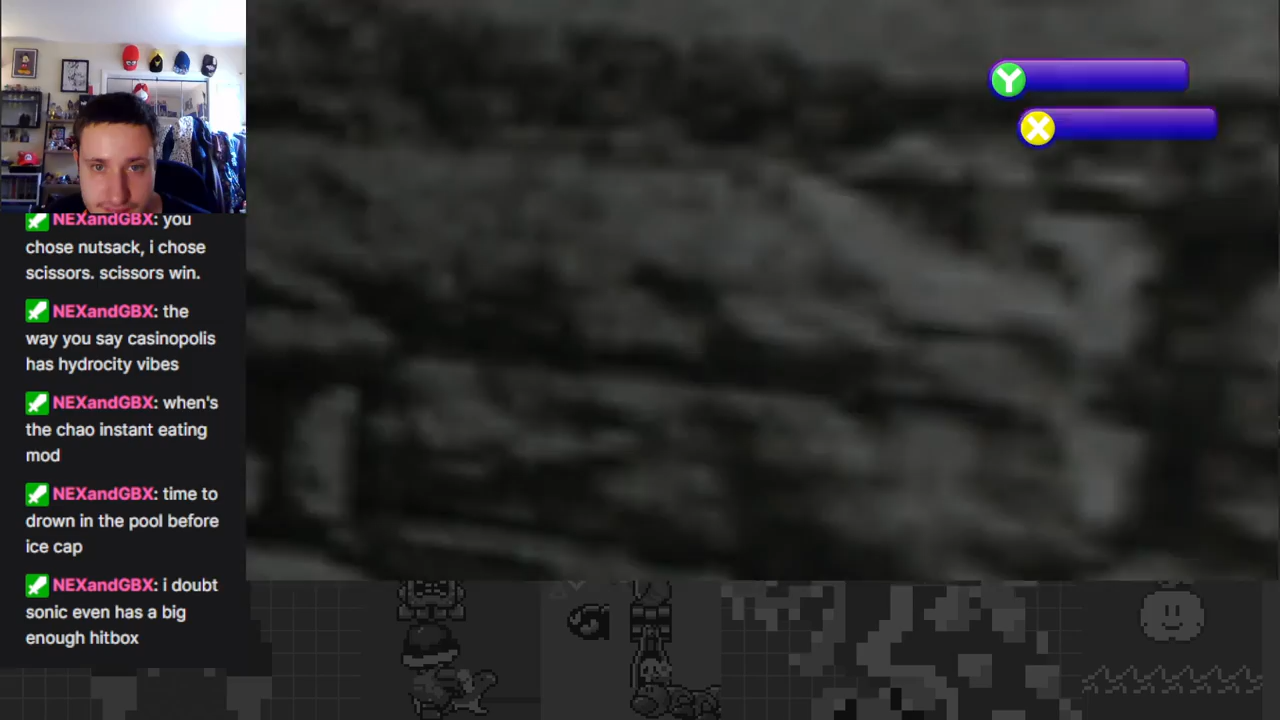 Y
X
NEXandGBX: you
chose nutsack, i chose
scissors. scissors win.
NEXandGBX: the
way you say casinopolis
has hydrocity vibes
NEXandGBX: when's
the chao instant eating
mod
NEXandGBX: time to
drown in the pool before
ice cap
NEXandGBX: i doubt
sonic even has a big
enough hitbox